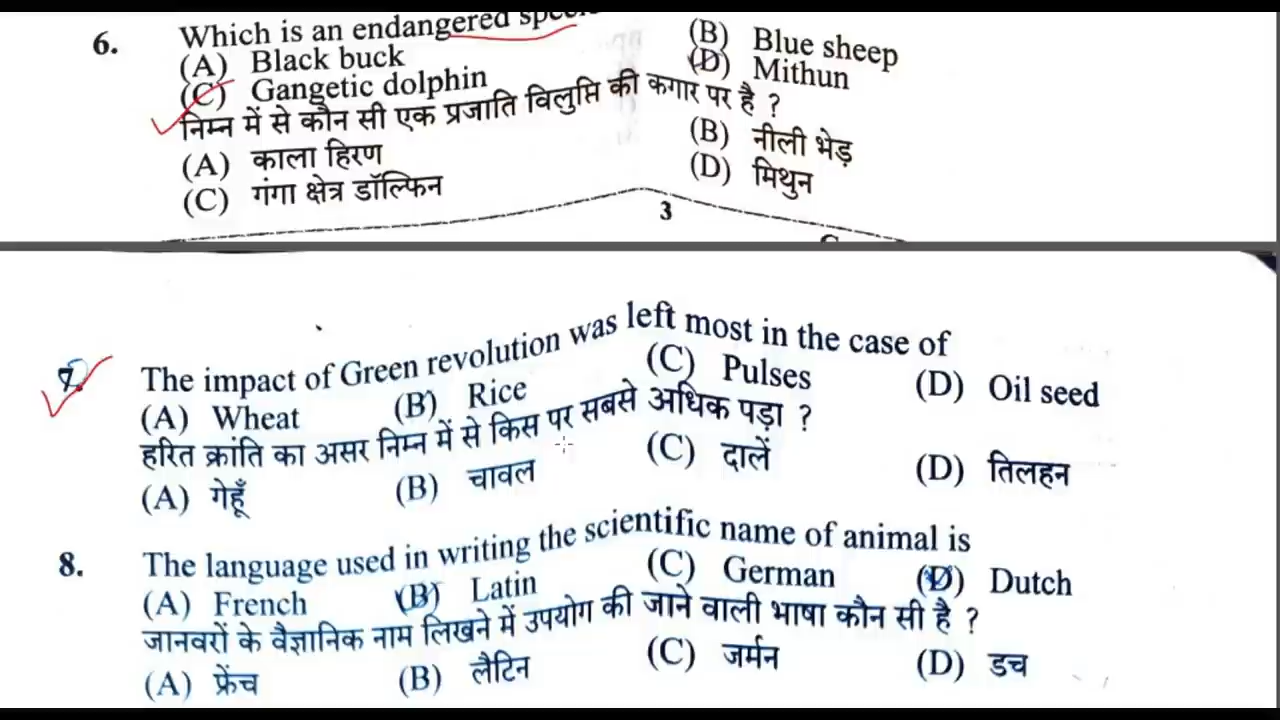 6. Which is an endangered
(A) Black buck (B) Blue sheep
(C) Gangetic dolphin (D) Mithun
निम्न में से कौन सी एक प्रजाति विलुप्ति की कगार पर है ?
(A) काला हिरण (B) नीली भेड़
(C) गंगा क्षेत्र डॉल्फिन (D) मिथुन
3
7. The impact of Green revolution was left most in the case of
(A) Wheat (B) Rice (C) Pulses (D) Oil seed
हरित क्रांति का असर निम्न में से किस पर सबसे अधिक पड़ा ?
(A) गेहूँ (B) चावल (C) दालें (D) तिलहन
8. The language used in writing the scientific name of animal is
(A) French (B) Latin (C) German (D) Dutch
जानवरों के वैज्ञानिक नाम लिखने में उपयोग की जाने वाली भाषा कौन सी है ?
(A) फ्रेंच (B) लैटिन (C) जर्मन (D) डच